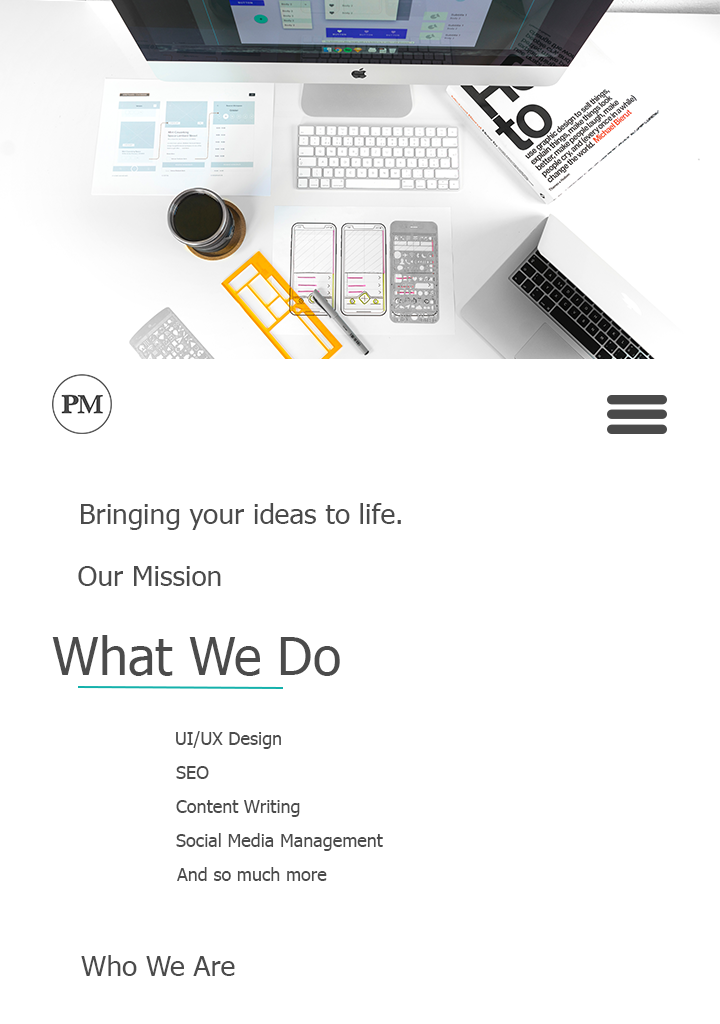 to
use graphic design to sell things,
explain things, make things look
better, make people laugh, make
people cry, and (every once in a while)
change the world. Michael Bierut
PM
Bringing your ideas to life.
Our Mission
What We Do
UI/UX Design
SEO
Content Writing
Social Media Management
And so much more
Who We Are